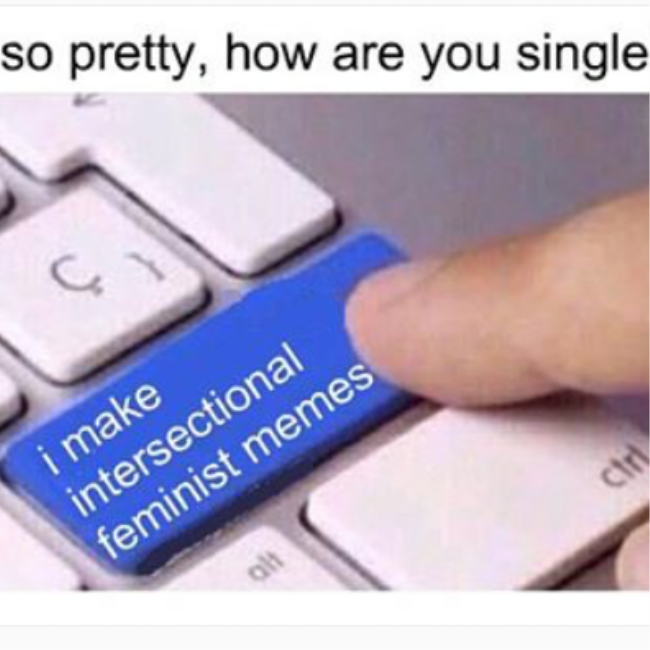 so pretty, how are you single
Ç }
i make
intersectional
feminist memes
alt
ctrl